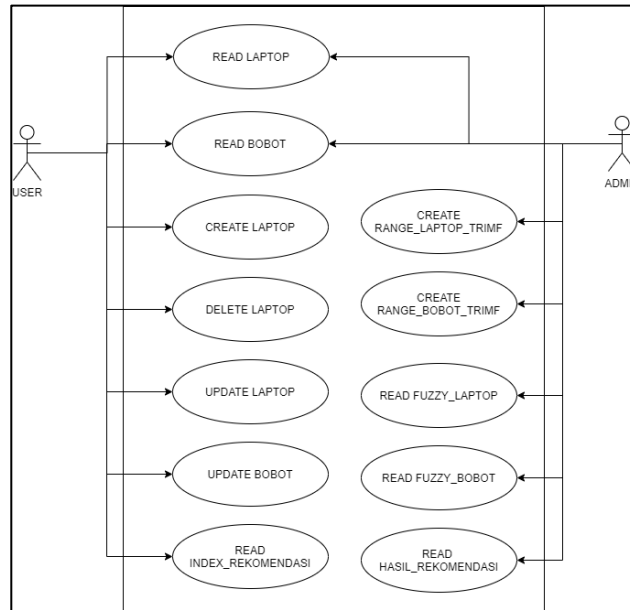 READ LAPTOP
READ BOBOT
USER
ADMI
CREATE LAPTOP
CREATE
RANGE_LAPTOP_TRIMF
DELETE LAPTOP
CREATE
RANGE_BOBOT_TRIMF
UPDATE LAPTOP
READ FUZZY_LAPTOP
UPDATE BOBOT
READ FUZZY_BOBOT
READ
INDEX_REKOMENDASI
READ
HASIL_REKOMENDASI